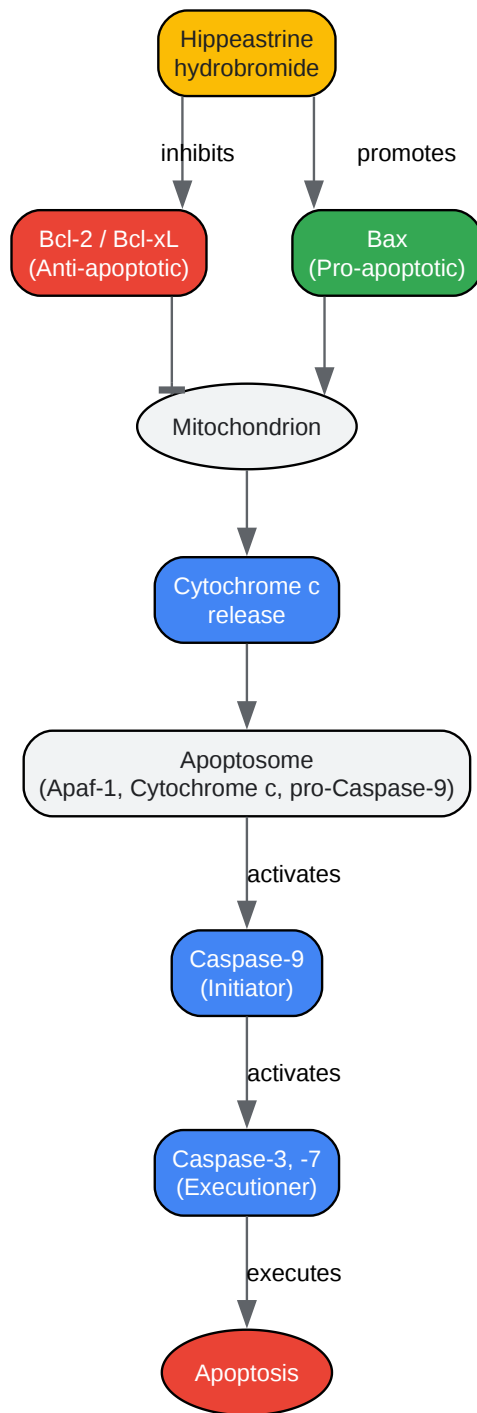 Hippeastrine
hydrobromide
inhibits
promotes
Bcl-2 / Bcl-xL
(Anti-apoptotic)
Bax
(Pro-apoptotic)
Mitochondrion
Cytochrome c
release
Apoptosome
(Apaf-1, Cytochrome c, pro-Caspase-9)
activates
Caspase-9
(Initiator)
activates
Caspase-3, -7
(Executioner)
executes
Apoptosis